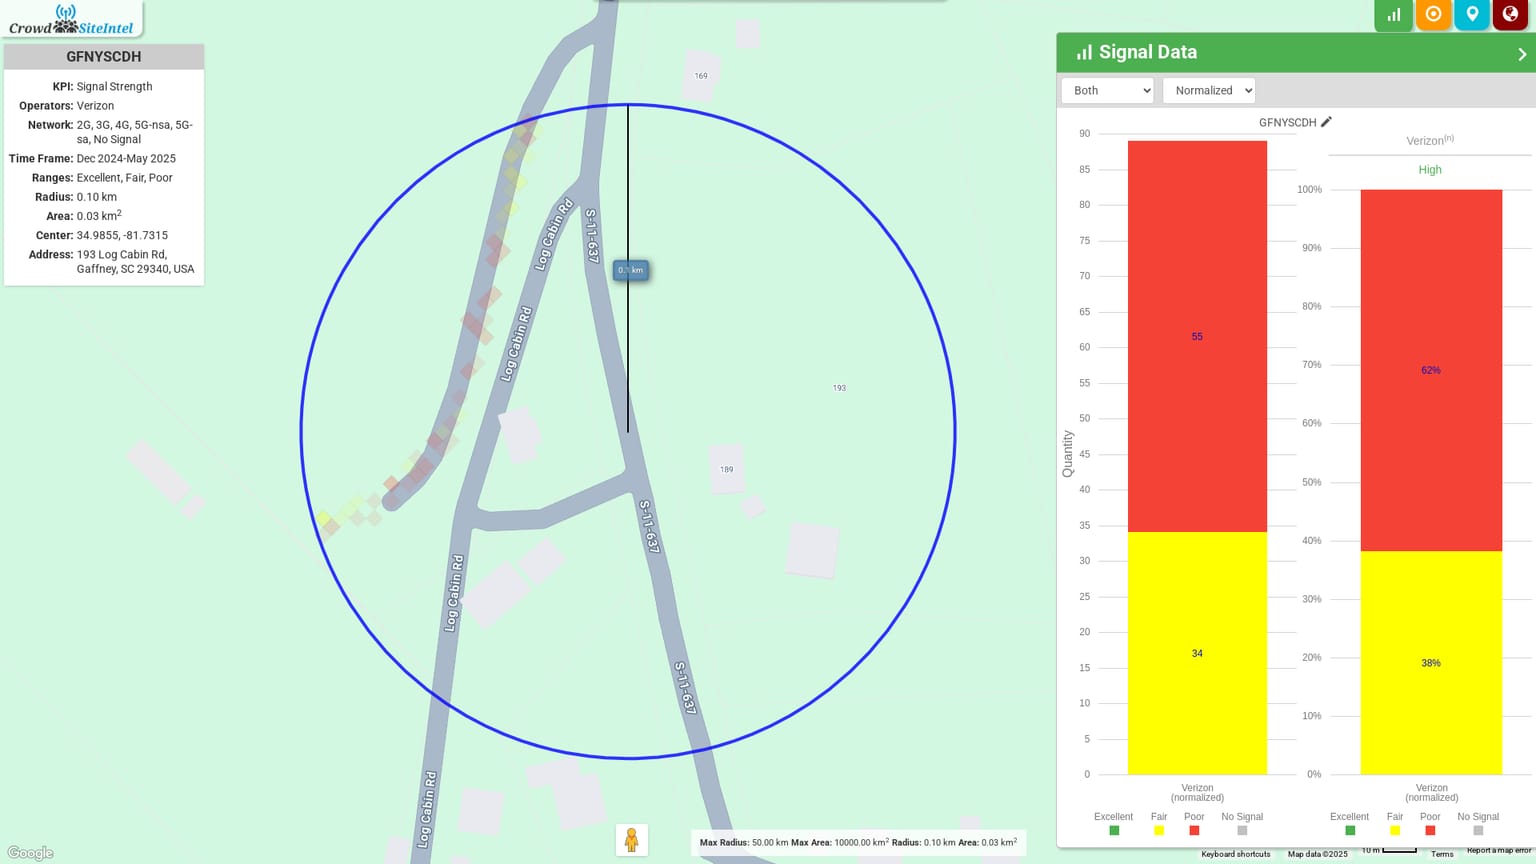 Crowd SiteIntel
GFNYSCDH
KPI: Signal Strength
Operators: Verizon
Network: 2G, 3G, 4G, 5G-nsa, 5G-
sa, No Signal
Time Frame: Dec 2024-May 2025
Ranges: Excellent, Fair, Poor
Radius: 0.10 km
Area: 0.03 km²
Center: 34.9855, -81.7315
Address: 193 Log Cabin Rd,
Gaffney, SC 29340, USA
169
Log Cabin Rd
S-11-637
0.1 km
Log Cabin Rd
193
189
S-11-637
Log Cabin Rd
S-11-637
Log Cabin Rd
Google
Max Radius: 50.00 km Max Area: 10000.00 km² Radius: 0.10 km Area: 0.03 km²
Signal Data
Both
Normalized
GFNYSCDH
Quantity
90
85
80
75
70
65
60
55
50
45
40
35
30
25
20
15
10
5
0
55
34
Verizon
(normalized)
Excellent
Fair
Poor
No Signal
Verizon(n)
High
100%
90%
80%
70%
60%
50%
40%
30%
20%
10%
0%
62%
38%
Verizon
(normalized)
Excellent
Fair
Poor
No Signal
Keyboard shortcuts
Map data ©2025
10 m
Terms
Report a map error